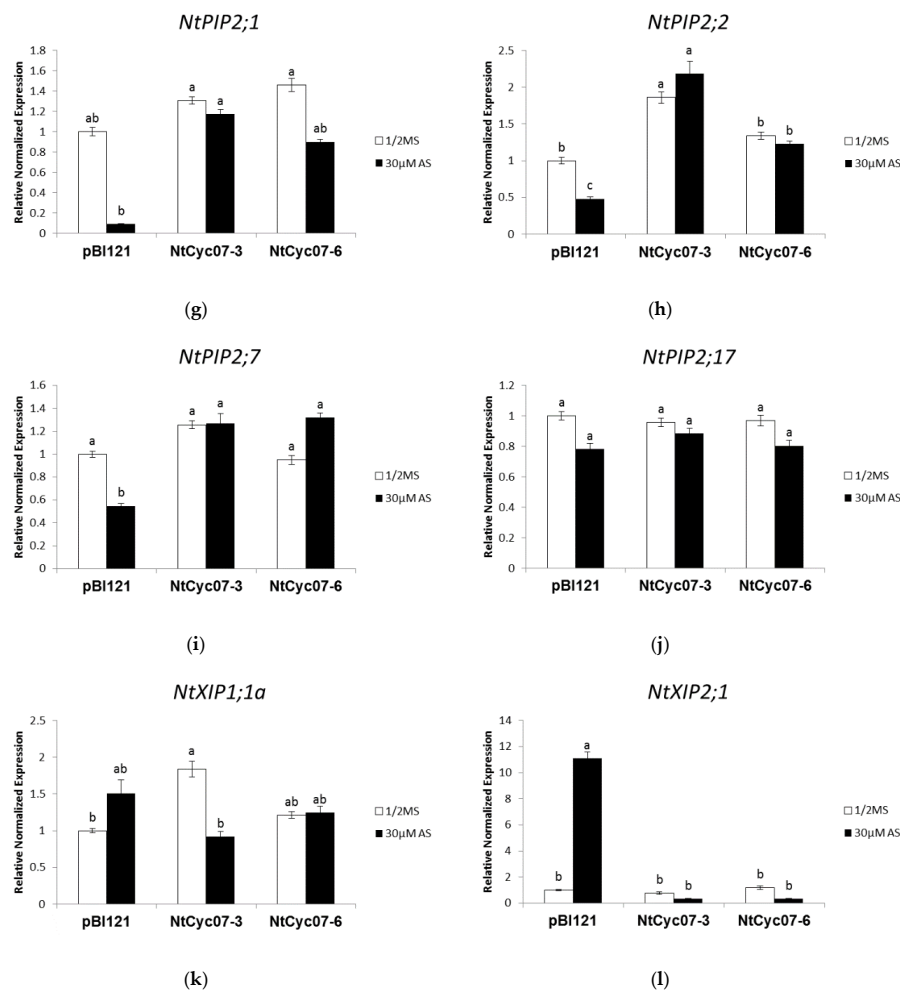 NtPIP2;1
Relative Normalized Expression
1.8
1.6
1.4
1.2
1
0.8
0.6
0.4
0.2
0
ab
b
a
a
a
ab
pBI121
NtCyc07-3
NtCyc07-6
1/2MS
30µM AS
(g)
NtPIP2;2
Relative Normalized Expression
2.5
2
1.5
1
0.5
0
b
c
a
a
b
b
pBI121
NtCyc07-3
NtCyc07-6
1/2MS
30µM AS
(h)
NtPIP2;7
Relative Normalized Expression
1.6
1.4
1.2
1
0.8
0.6
0.4
0.2
0
a
b
a
a
a
a
pBI121
NtCyc07-3
NtCyc07-6
1/2MS
30µM AS
(i)
NtPIP2;17
Relative Normalized Expression
1.2
1
0.8
0.6
0.4
0.2
0
a
a
a
a
a
a
pBI121
NtCyc07-3
NtCyc07-6
1/2MS
30µM AS
(j)
NtXIP1;1a
Relative Normalized Expression
2.5
2
1.5
1
0.5
0
b
ab
a
b
ab
ab
pBI121
NtCyc07-3
NtCyc07-6
1/2MS
30µM AS
(k)
NtXIP2;1
Relative Normalized Expression
14
12
10
8
6
4
2
0
b
a
b
b
b
b
pBI121
NtCyc07-3
NtCyc07-6
1/2MS
30µM AS
(l)